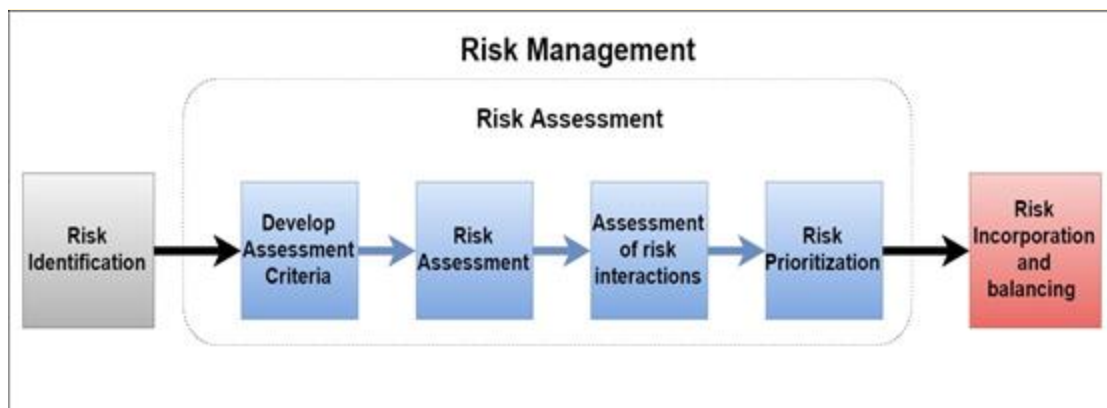 Risk Management
Risk Assessment
Risk
Identification
Develop
Assessment
Criteria
Risk
Assessment
Assessment
of risk
interactions
Risk
Prioritization
Risk
Incorporation
and
balancing